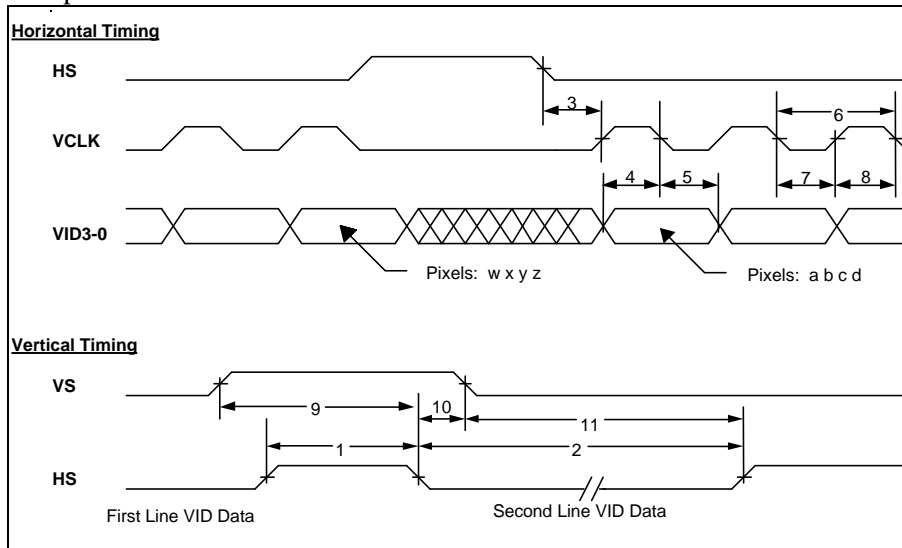 Horizontal Timing
HS
3
6
VCLK
4
5
7
8
VID3-0
Pixels: w x y z
Pixels: a b c d
Vertical Timing
VS
9
10
11
1
2
HS
First Line VID Data
Second Line VID Data